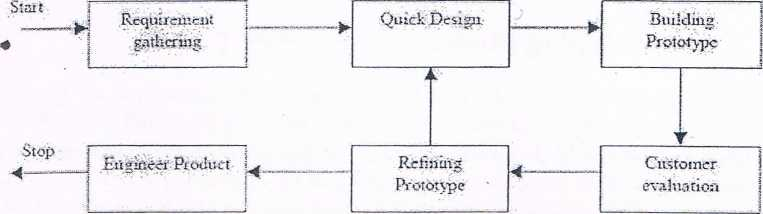 Start
Requirement
gathering
Quick Design
Building
Prototype
Stop
Engineer Product
Refining
Prototype
Customer
evaluation